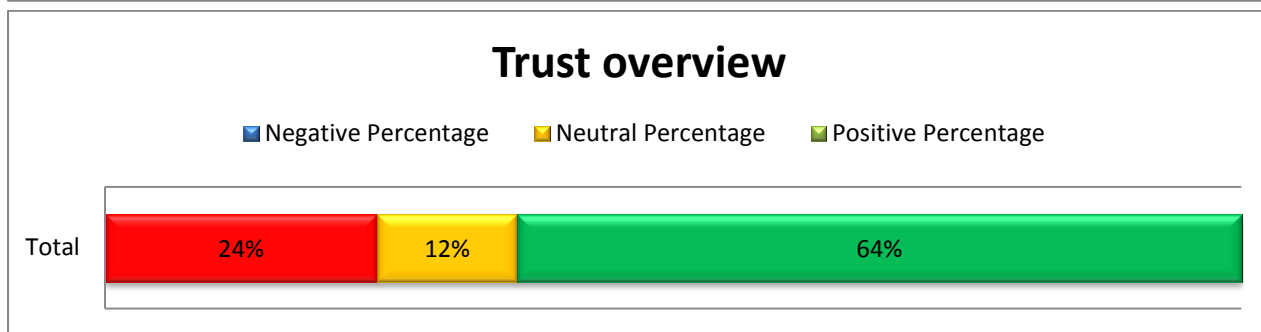 Trust overview
Negative Percentage Neutral Percentage Positive Percentage
Total 24% 12% 64%